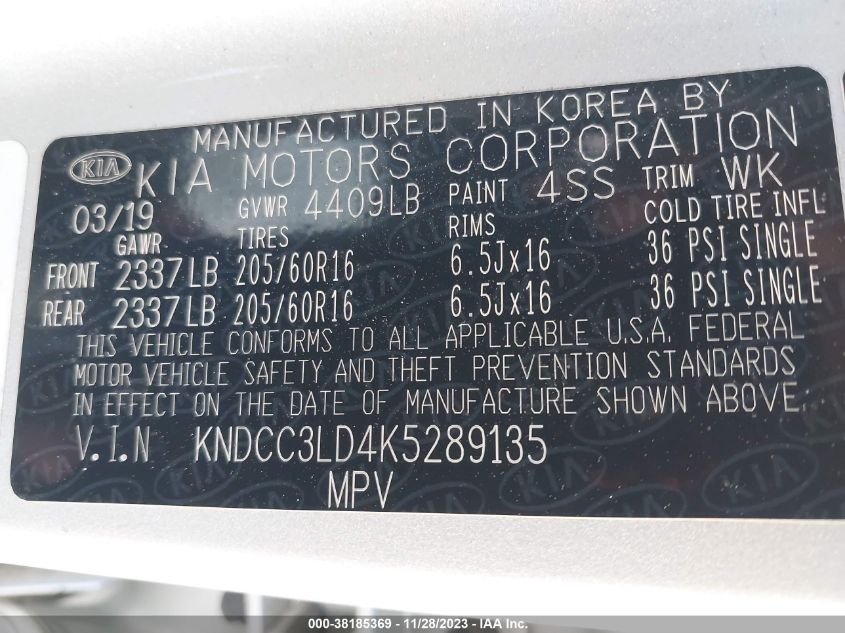 MANUFACTURED IN KOREA BY
KIA KIA MOTORS CORPORATION
03/19 GVWR 4409LB PAINT 4SS TRIM WK
GAWR TIRES RIMS COLD TIRE INFL
FRONT 2337LB 205/60R16 6.5Jx16 36 PSI SINGLE
REAR 2337LB 205/60R16 6.5Jx16 36 PSI SINGLE
THIS VEHICLE CONFORMS TO ALL APPLICABLE U.S.A. FEDERAL
MOTOR VEHICLE SAFETY AND THEFT PREVENTION STANDARDS
IN EFFECT ON THE DATE OF MANUFACTURE SHOWN ABOVE.
V.I.N KNDCC3LD4K5289135
MPV
000-38185369 | 11/28/2023 - IAA Inc.